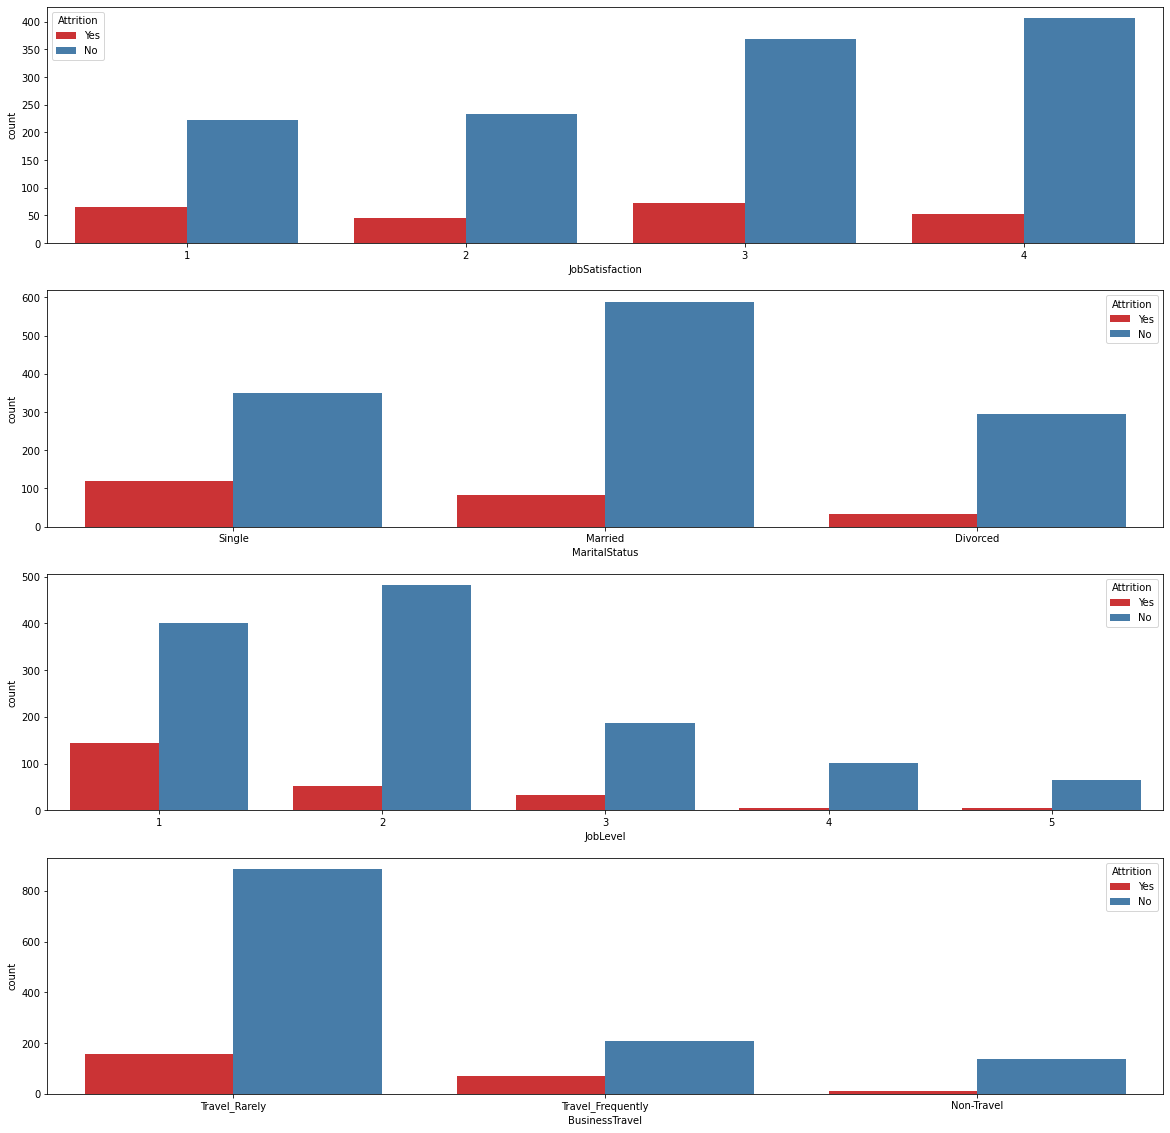 Attrition
Yes
No
400
350
300
250
200
150
100
50
0
count
1 2 3 4
JobSatisfaction
Attrition
Yes
No
600
500
400
300
200
100
0
count
Single Married Divorced
MaritalStatus
Attrition
Yes
No
500
400
300
200
100
0
count
1 2 3 4 5
JobLevel
Attrition
Yes
No
800
600
400
200
0
count
Travel_Rarely Travel_Frequently Non-Travel
BusinessTravel